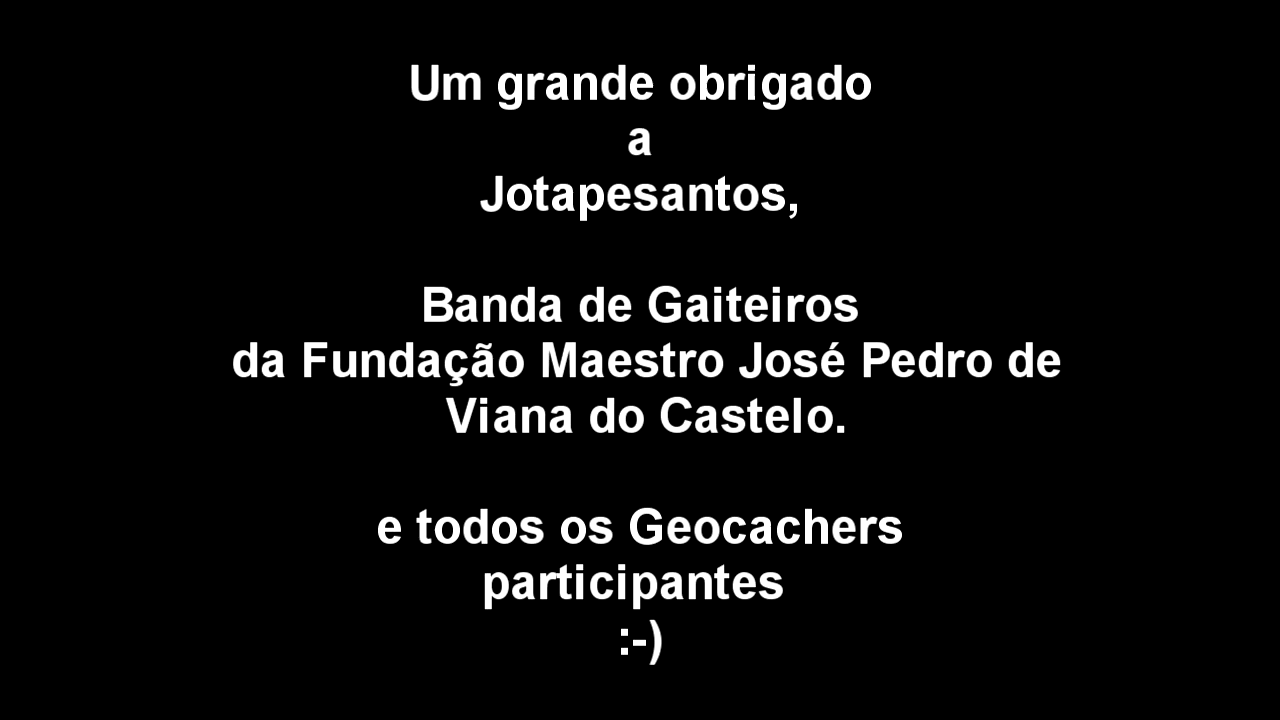 Um grande obrigado
a
Jotapesantos,
Banda de Gaiteiros
da Fundação Maestro José Pedro de
Viana do Castelo.
e todos os Geocachers
participantes
:-)